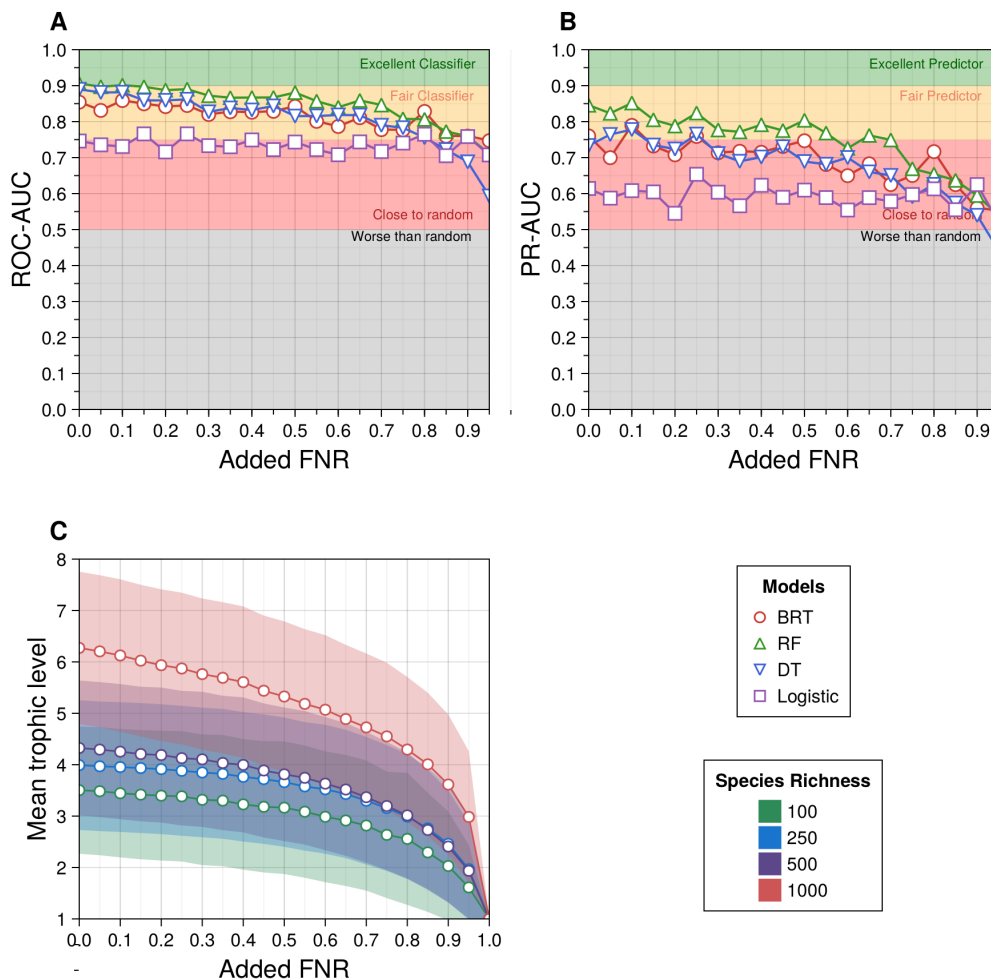 A
B
1.0
0.9
0.8
0.7
0.6
0.5
0.4
0.3
0.2
0.1
0.0
ROC-AUC
Excellent Classifier
Fair Classifier
Close to random
Worse than random
0.0 0.1 0.2 0.3 0.4 0.5 0.6 0.7 0.8 0.9
Added FNR
1.0
0.9
0.8
0.7
0.6
0.5
0.4
0.3
0.2
0.1
0.0
PR-AUC
Excellent Predictor
Fair Predictor
Close to random
Worse than random
0.0 0.1 0.2 0.3 0.4 0.5 0.6 0.7 0.8 0.9
Added FNR
C
8
7
6
5
4
3
2
1
Mean trophic level
0.0 0.1 0.2 0.3 0.4 0.5 0.6 0.7 0.8 0.9 1.0
Added FNR
Models
BRT
RF
DT
Logistic
Species Richness
100
250
500
1000